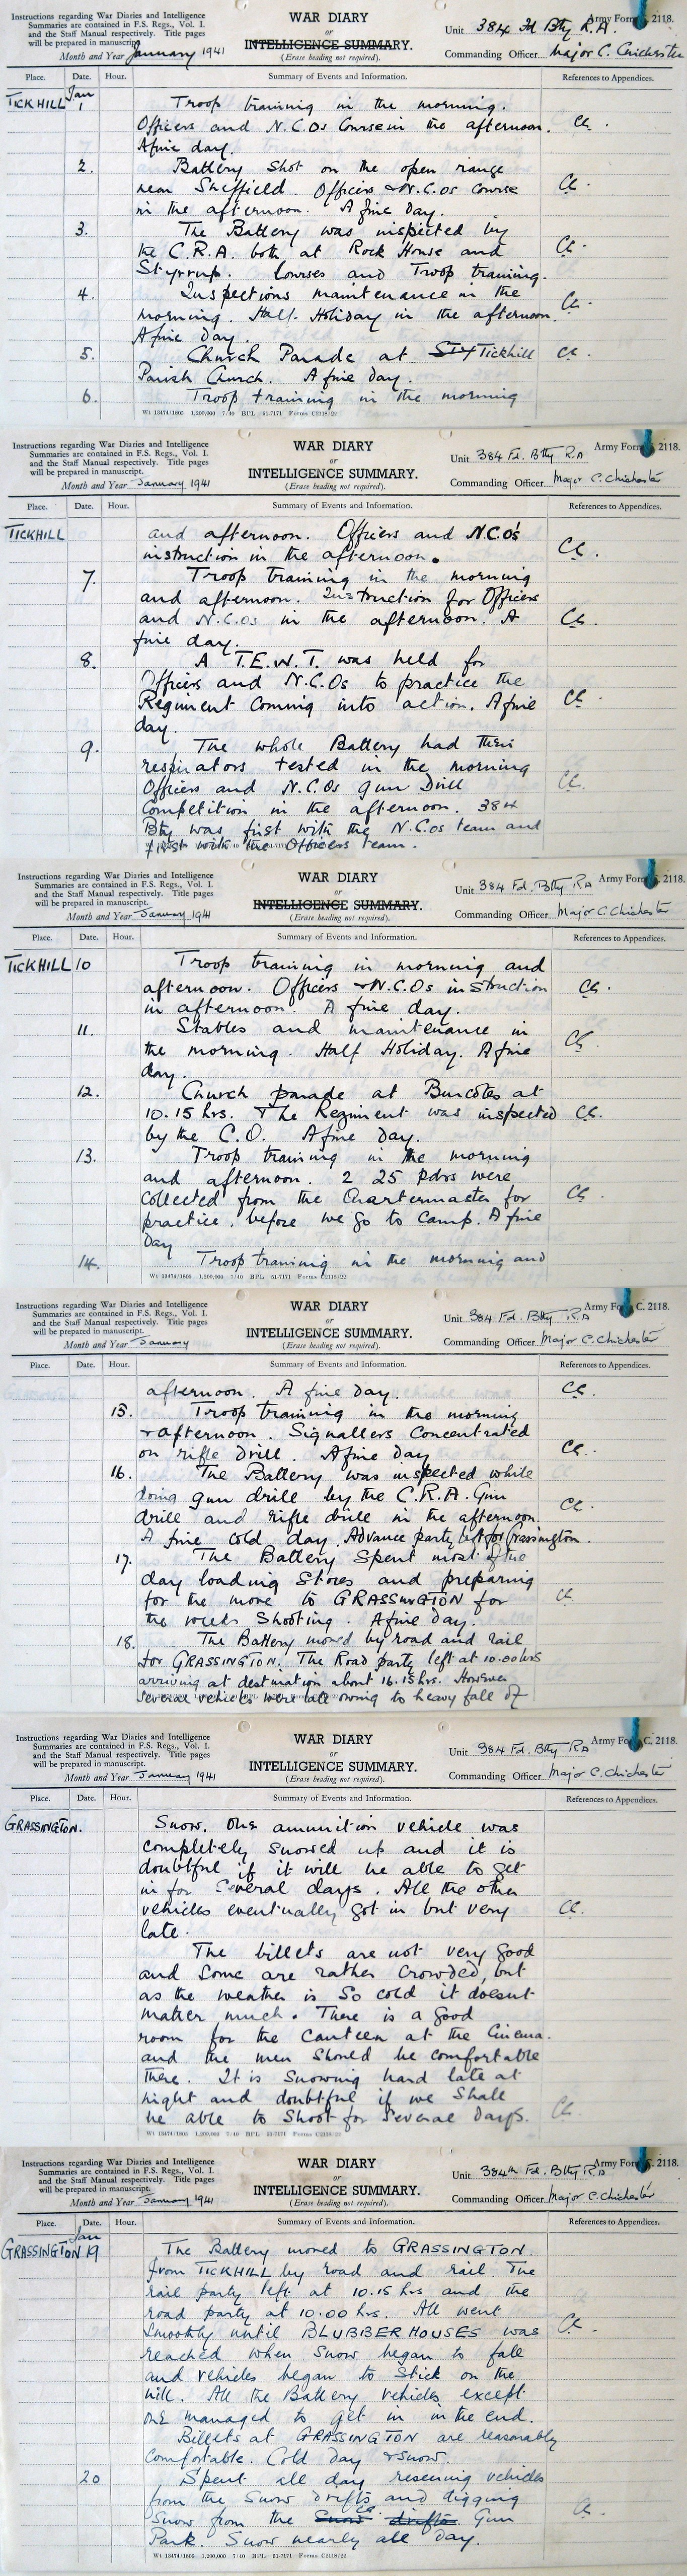 Instructions regarding War Diaries and Intelligence
Summaries are contained in F.S. Regs., Vol. I.
and the Staff Manual respectively. Title pages
will be prepared in manuscript.
Month and Year January 1941
WAR DIARY
or
INTELLIGENCE SUMMARY.
(Erase heading not required).
Army Form 2118.
Unit 384 Fd Bty R.A.
Commanding Officer Major C. Chichester
Place. Date. Hour. Summary of Events and Information. References to Appendices.
TICKHILL Jan
1 Troop training in the morning.
Officers and N.C.Os Course in the afternoon. CC.
A fine day.
2. Battery Shot on the open range
near Sheffield. Officers & N.C.Os Course CC.
in the afternoon. A fine Day.
3. The Battery was inspected by
the C.R.A. both at Rock House and CC.
Styrrup. Courses and Troop training.
4. Inspections maintenance in the
morning. Half Holiday in the afternoon. CC.
A fine Day.
5. Church Parade at Sty Tickhill CC.
Parish Church. A fine Day.
6. Troop training in the morning
Wt 13474/1805 1,200,000 7/40 BPL 51-7171 Forms C2118/22
Instructions regarding War Diaries and Intelligence
Summaries are contained in F.S. Regs., Vol. I.
and the Staff Manual respectively. Title pages
will be prepared in manuscript.
Month and Year January 1941
WAR DIARY
or
INTELLIGENCE SUMMARY.
(Erase heading not required).
Army Form 2118.
Unit 384 Fd. Btty R.A
Commanding Officer Major C. Chichester
Place. Date. Hour. Summary of Events and Information. References to Appendices.
TICKHILL and afternoon. Officers and N.C.O's
instruction in the afternoon. CC.
7. Troop training in the morning
and afternoon. Instruction for Officers
and N.C.Os in the afternoon. A CC.
fine day.
8. A T.E.W.T. was held for
Officers and N.C.Os to practice the
Regiment Coming into action. A fine CC.
day.
9. The whole Battery had their
respirators tested in the morning
Officers and N.C.Os gun Drill CC.
Competition in the afternoon. 384
Bty was first with the N.C.Os team and
first with the Officers team.
Instructions regarding War Diaries and Intelligence
Summaries are contained in F.S. Regs., Vol. I.
and the Staff Manual respectively. Title pages
will be prepared in manuscript.
Month and Year January 1941
WAR DIARY
or
INTELLIGENCE SUMMARY.
(Erase heading not required).
Army Form 2118.
Unit 384 Fd. Btty RA
Commanding Officer Major C. Chichester
Place. Date. Hour. Summary of Events and Information. References to Appendices.
TICKHILL 10 Troop training in morning and
afternoon. Officers & N.C.Os instruction CC.
in afternoon. A fine day.
11. Stables and maintenance in
the morning. Half Holiday. A fine CC.
day.
12. Church parade at Burcotes at
10.15 hrs. The Regiment was inspected CC.
by the C.O. A fine Day.
13. Troop training in the morning
and afternoon. 2 25 Pdrs were
collected from the Quartermaster for CC.
practice, before we go to Camp. A fine
Day
14. Troop training in the morning and
Wt 13474/1805 1,200,000 7/40 BPL 51-7171 Forms C2118/22
Instructions regarding War Diaries and Intelligence
Summaries are contained in F.S. Regs., Vol. I.
and the Staff Manual respectively. Title pages
will be prepared in manuscript.
Month and Year January
WAR DIARY
or
INTELLIGENCE SUMMARY.
(Erase heading not required).
Army Form C. 2118.
Unit 384 Fd. Btty RA
Commanding Officer Major C. Chichester
Place. Date. Hour. Summary of Events and Information. References to Appendices.
afternoon. A fine Day. CC.
15. Troop training in the morning
& afternoon. Signallers Concentrated
on rifle Drill. A fine Day CC.
16. The Battery was inspected while
doing gun drill by the C.R.A. Gun
drill and rifle drill in the afternoon. CC.
A fine cold day. Advance party left for Grassington.
17. The Battery Spent most of the
day loading Stores and preparing
for the move to GRASSINGTON for CC
the weeks Shooting. A fine Day.
18. The Battery moved by road and rail
for GRASSINGTON. The Road party left at 10.00 hrs
arriving at destination about 16.15 hrs. However
Several vehicles were late owing to heavy fall of
Instructions regarding War Diaries and Intelligence
Summaries are contained in F.S. Regs., Vol. I.
and the Staff Manual respectively. Title pages
will be prepared in manuscript.
Month and Year January 1941
WAR DIARY
or
INTELLIGENCE SUMMARY.
(Erase heading not required).
Army Form C. 2118.
Unit 384 Fd. Btty RA
Commanding Officer Major C. Chichester
Place. Date. Hour. Summary of Events and Information. References to Appendices.
GRASSINGTON. Snow. One ammunition vehicle was
completely snowed up and it is
doubtful if it will be able to get
in for Several days. All the other
vehicles eventually got in but very CC.
late.
The billets are not very good
and Some are rather Crowded, but
as the weather is So cold it doesnt
matter much. There is a good
room for the Canteen at the Cinema.
and the men Should be comfortable
there. It is Snowing hard late at
night and doubtful if we Shall
be able to Shoot for Several Days. CC
Wt 13474/1805 1,200,000 7/40 BPL 51-7171 Forms C2118/22
Instructions regarding War Diaries and Intelligence
Summaries are contained in F.S. Regs., Vol. I.
and the Staff Manual respectively. Title pages
will be prepared in manuscript.
Month and Year January 1941
WAR DIARY
or
INTELLIGENCE SUMMARY.
(Erase heading not required).
Army Form C. 2118.
Unit 384th Fd. Btty R.A
Commanding Officer Major C. Chichester
Place. Date. Hour. Summary of Events and Information. References to Appendices.
Jan
GRASSINGTON 19 The Battery moved to GRASSINGTON.
from TICKHILL by road and rail. The
rail party left at 10.15 hrs and the
road party at 10.00 hrs. All went
Smoothly until BLUBBERHOUSES was CC.
reached when Snow began to fall
and vehicles began to Stick on the
hill. All the Battery vehicles except
one managed to get in in the end.
Billets at GRASSINGTON are reasonably
Comfortable. Cold Day & snow.
20 Spent all day rescuing vehicles
from the Snow drifts and digging
Snow from the Snow drifts CC. Gun CC.
Park. Snow nearly all Day.
Wt 13474/1805 1,200,000 7/40 BPL 51-7171 Forms C2118/22